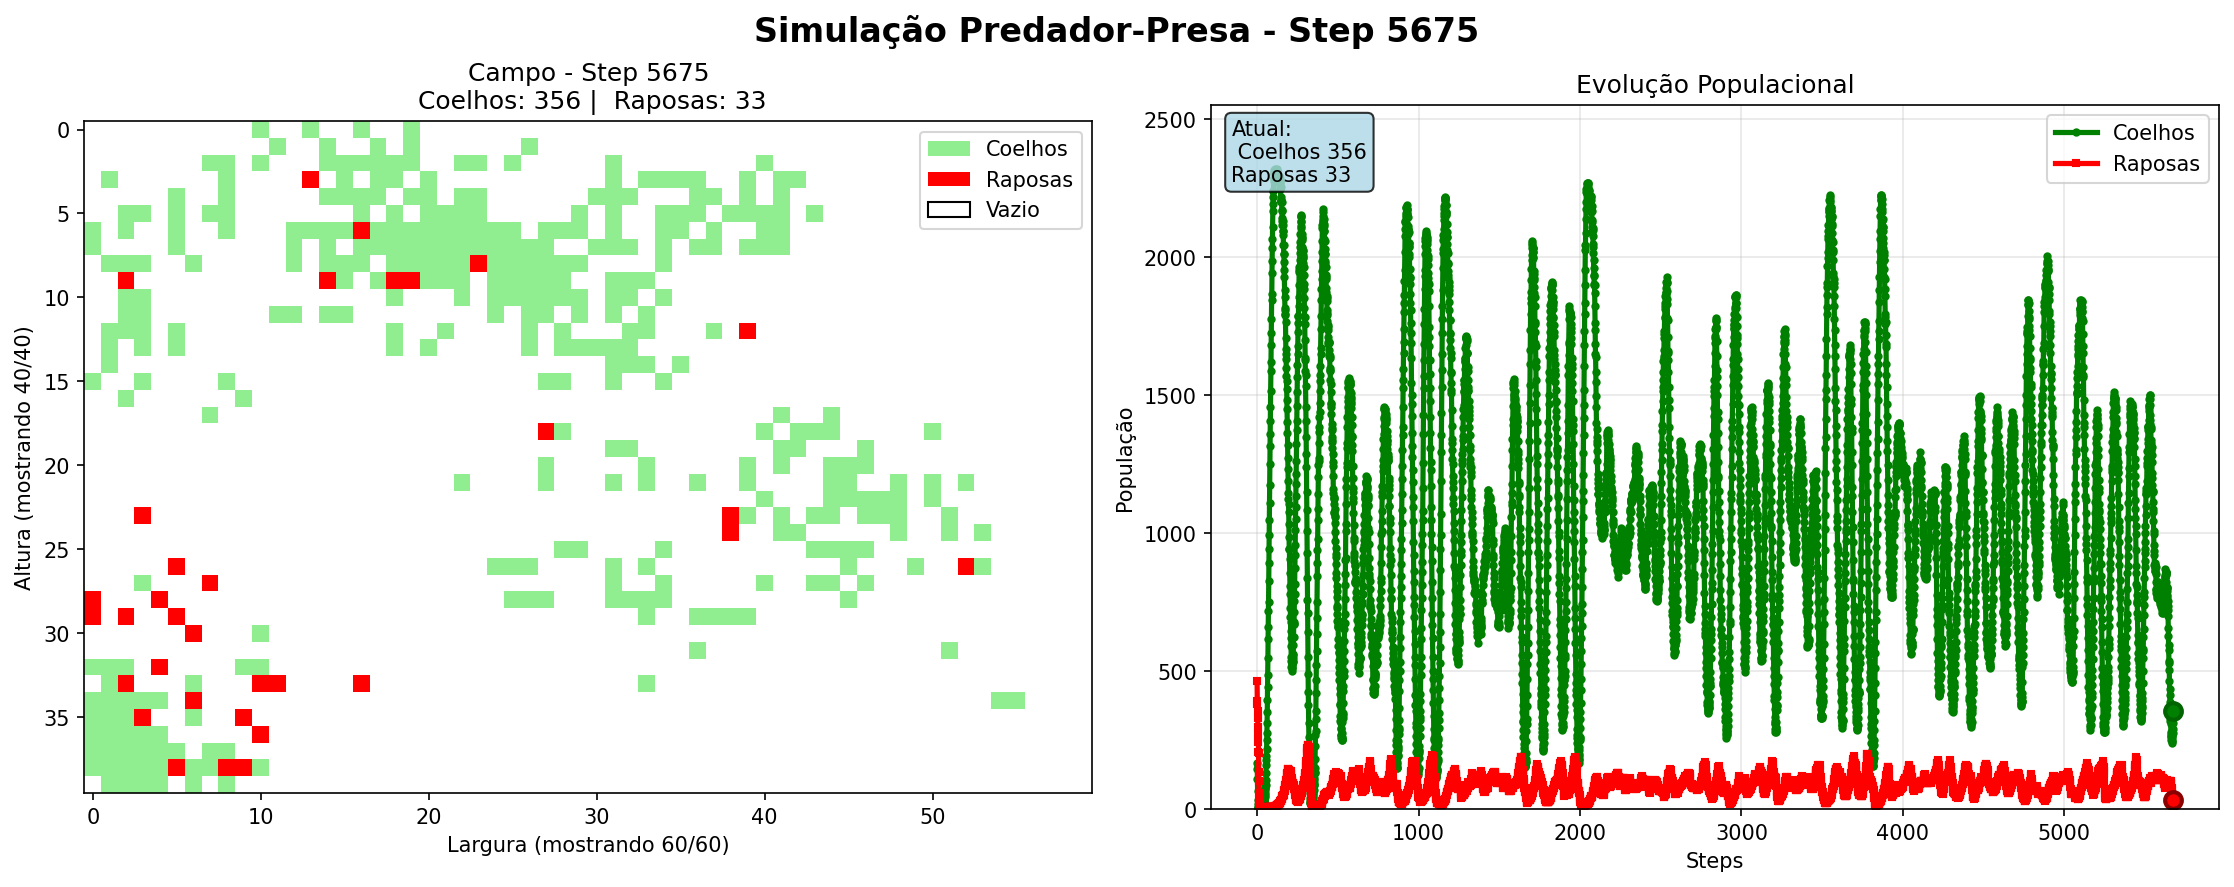 Simulação Predador-Presa - Step 5675
Campo - Step 5675
Coelhos: 356 |  Raposas: 33
Coelhos
Raposas
Vazio
0
5
10
15
20
25
30
35
Altura (mostrando 40/40)
0
10
20
30
40
50
Largura (mostrando 60/60)
Evolução Populacional
Atual:
Coelhos 356
Raposas 33
Coelhos
Raposas
2500
2000
1500
1000
500
0
População
0
1000
2000
3000
4000
5000
Steps